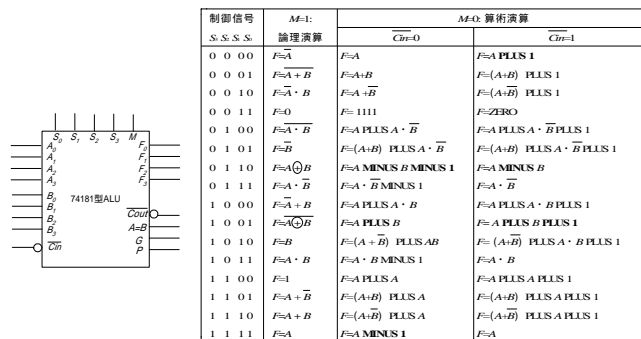 S₀ S₁ S₂ S₃ M
A₀
A₁
A₂
A₃
B₀
B₁
B₂
B₃
C̅i̅n̅
74181型ALU
F₀
F₁
F₂
F₃
C̅o̅u̅t̅
A=B
G
P
制御信号 M=1: M=0: 算術演算
論理演算 C̅i̅n̅=0 C̅i̅n̅=1
0 0 0 0 F=A̅ F=A F=A PLUS 1
0 0 0 1 F=A̅ ̅+̅ ̅B̅ F=A+B F=(A+B) PLUS 1
0 0 1 0 F=A̅・B F=A+B̅ F=(A+B̅) PLUS 1
0 0 1 1 F=0 F= 1111 F=ZERO
0 1 0 0 F=A̅ ̅・̅ ̅B̅ F=A PLUS A・B̅ F=A PLUS A・B̅ PLUS 1
0 1 0 1 F=B̅ F=(A+B) PLUS A・B̅ F=(A+B) PLUS A・B̅ PLUS 1
0 1 1 0 F=A⊕B F=A MINUS B MINUS 1 F=A MINUS B
0 1 1 1 F=A・B̅ F=A・B̅ MINUS 1 F=A・B̅
1 0 0 0 F=A̅+B F=A PLUS A・B F=A PLUS A・B PLUS 1
1 0 0 1 F=A̅⊕̅B̅ F=A PLUS B F= A PLUS B PLUS 1
1 0 1 0 F=B F=(A+B̅) PLUS AB F= (A+B̅) PLUS A・B PLUS 1
1 0 1 1 F=A・B F=A・B MINUS 1 F=A・B
1 1 0 0 F=1 F=A PLUS A F=A PLUS A PLUS 1
1 1 0 1 F=A+B̅ F=(A+B) PLUS A F=(A+B) PLUS A PLUS 1
1 1 1 0 F=A+B F=(A+B̅) PLUS A F=(A+B̅) PLUS A PLUS 1
1 1 1 1 F=A F=A MINUS 1 F=A